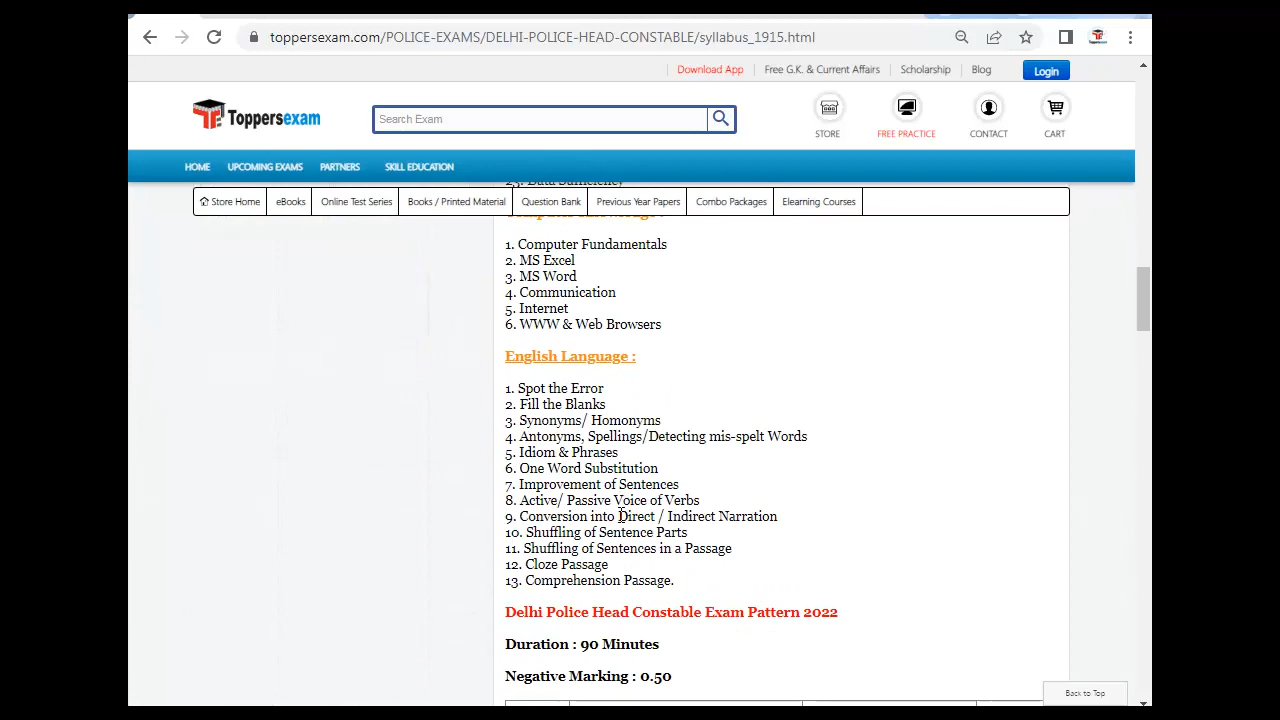 toppersexam.com/POLICE-EXAMS/DELHI-POLICE-HEAD-CONSTABLE/syllabus_1915.html
Download App
Free G.K. & Current Affairs
Scholarship
Blog
Login
Toppersexam
Search Exam
STORE
FREE PRACTICE
CONTACT
CART
HOME
UPCOMING EXAMS
PARTNERS
SKILL EDUCATION
23. Data Sufficiency
Store Home
eBooks
Online Test Series
Books / Printed Material
Question Bank
Previous Year Papers
Combo Packages
Elearning Courses
1. Computer Fundamentals
2. MS Excel
3. MS Word
4. Communication
5. Internet
6. WWW & Web Browsers
English Language :
1. Spot the Error
2. Fill the Blanks
3. Synonyms/ Homonyms
4. Antonyms, Spellings/Detecting mis-spelt Words
5. Idiom & Phrases
6. One Word Substitution
7. Improvement of Sentences
8. Active/ Passive Voice of Verbs
9. Conversion into Direct / Indirect Narration
10. Shuffling of Sentence Parts
11. Shuffling of Sentences in a Passage
12. Cloze Passage
13. Comprehension Passage.
Delhi Police Head Constable Exam Pattern 2022
Duration : 90 Minutes
Negative Marking : 0.50
Back to Top